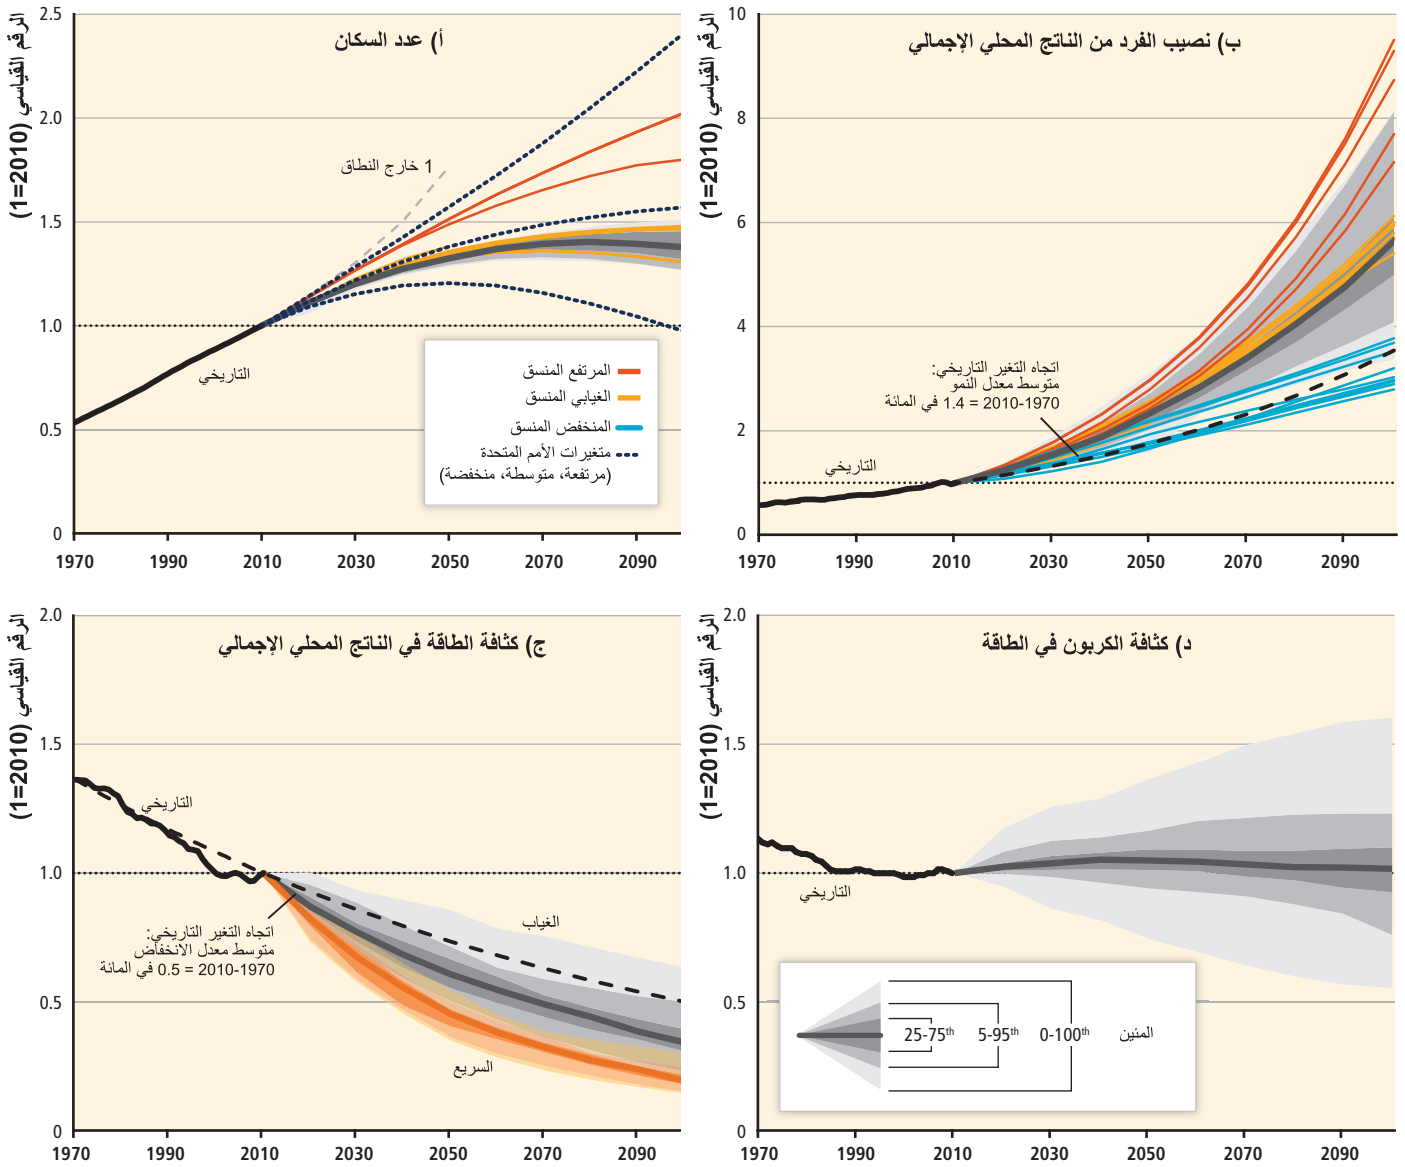 أ) عدد السكان
الرقم القياسي (2010=1)
2.5
2.0
1.5
1.0
0.5
0
1 خارج النطاق
التاريخي
المرتفع المنسق
الغيابي المنسق
المنخفض المنسق
متغيرات الأمم المتحدة
(مرتفعة، متوسطة، منخفضة)
1970 1990 2010 2030 2050 2070 2090
ب) نصيب الفرد من الناتج المحلي الإجمالي
الرقم القياسي (2010=1)
10
8
6
4
2
0
اتجاه التغير التاريخي:
متوسط معدل النمو
1970-2010 = 1.4 في المائة
التاريخي
1970 1990 2010 2030 2050 2070 2090
ج) كثافة الطاقة في الناتج المحلي الإجمالي
الرقم القياسي (2010=1)
2.0
1.5
1.0
0.5
0
التاريخي
الغياب
اتجاه التغير التاريخي:
متوسط معدل الانخفاض
1970-2010 = 0.5 في المائة
السريع
1970 1990 2010 2030 2050 2070 2090
د) كثافة الكربون في الطاقة
الرقم القياسي (2010=1)
2.0
1.5
1.0
0.5
0
التاريخي
25-75th 5-95th 0-100th المئين
1970 1990 2010 2030 2050 2070 2090